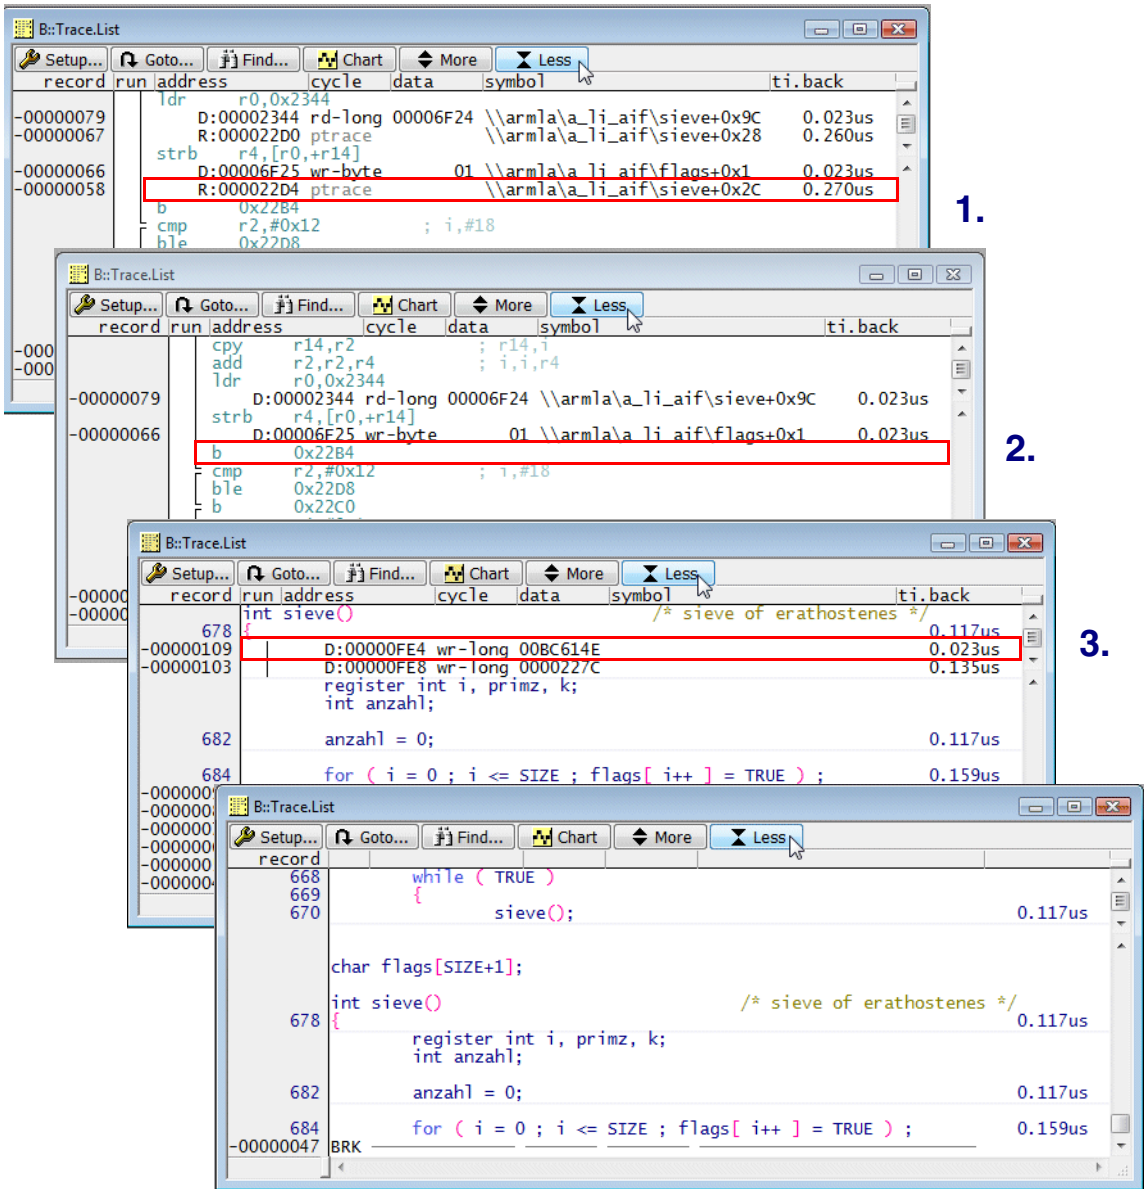 B::Trace.List
Setup... Goto... Find... Chart More Less
record run address cycle data symbol ti.back
ldr r0,0x2344
-00000079 D:00002344 rd-long 00006F24 \\armla\a_li_aif\sieve+0x9C 0.023us
-00000067 R:000022D0 ptrace \\armla\a_li_aif\sieve+0x28 0.260us
strb r4,[r0,+r14]
-00000066 D:00006F25 wr-byte 01 \\armla\a_li_aif\flags+0x1 0.023us
-00000058 R:000022D4 ptrace \\armla\a_li_aif\sieve+0x2C 0.270us
b 0x22B4
cmp r2,#0x12 ; i,#18
ble 0x22D8
1.
-000
-000
B::Trace.List
Setup... Goto... Find... Chart More Less
record run address cycle data symbol ti.back
cpy r14,r2 ; r14,i
add r2,r2,r4 ; i,i,r4
ldr r0,0x2344
-00000079 D:00002344 rd-long 00006F24 \\armla\a_li_aif\sieve+0x9C 0.023us
strb r4,[r0,+r14]
-00000066 D:00006F25 wr-byte 01 \\armla\a_li_aif\flags+0x1 0.023us
b 0x22B4
cmp r2,#0x12 ; i,#18
ble 0x22D8
b 0x22C0
2.
-0000
-0000
B::Trace.List
Setup... Goto... Find... Chart More Less
record run address cycle data symbol ti.back
int sieve() /* sieve of erathostenes */
678 { 0.117us
-00000109 D:00000FE4 wr-long 00BC614E 0.023us
-00000103 D:00000FE8 wr-long 0000227C 0.135us
register int i, primz, k;
int anzahl;
682 anzahl = 0; 0.117us
684 for ( i = 0 ; i <= SIZE ; flags[ i++ ] = TRUE ) ; 0.159us
3.
B::Trace.List
Setup... Goto... Find... Chart More Less
record
668 while ( TRUE )
669 {
670 sieve(); 0.117us
char flags[SIZE+1];
int sieve() /* sieve of erathostenes */
678 { 0.117us
register int i, primz, k;
int anzahl;
682 anzahl = 0; 0.117us
684 for ( i = 0 ; i <= SIZE ; flags[ i++ ] = TRUE ) ; 0.159us
-00000047 BRK